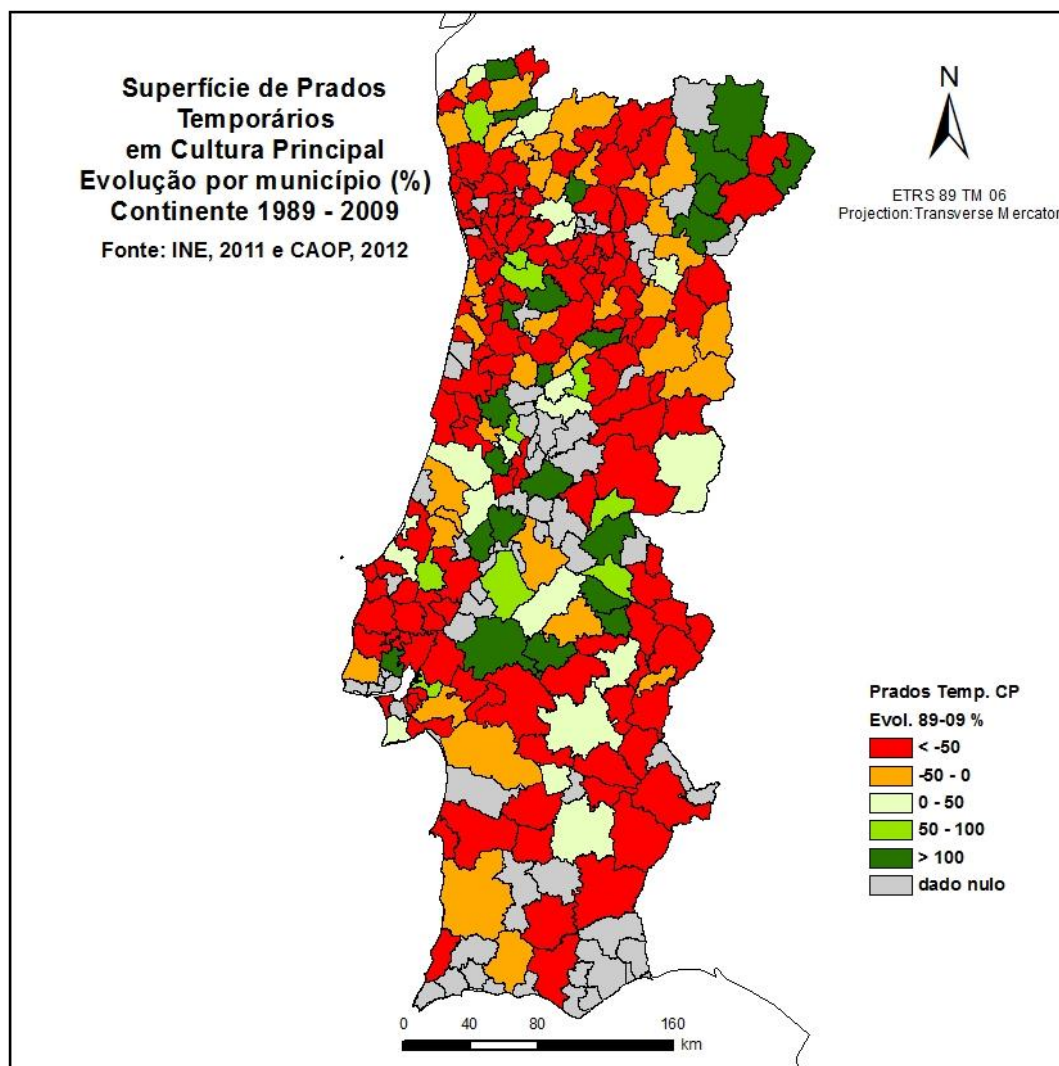 Superfície de Prados
Temporários
em Cultura Principal
Evolução por município (%)
Continente 1989 - 2009
Fonte: INE, 2011 e CAOP, 2012
N
ETRS 89 TM 06
Projection: Transverse Mercator
Prados Temp. CP
Evol. 89-09 %
< -50
-50 - 0
0 - 50
50 - 100
> 100
dado nulo
0 40 80 160
km